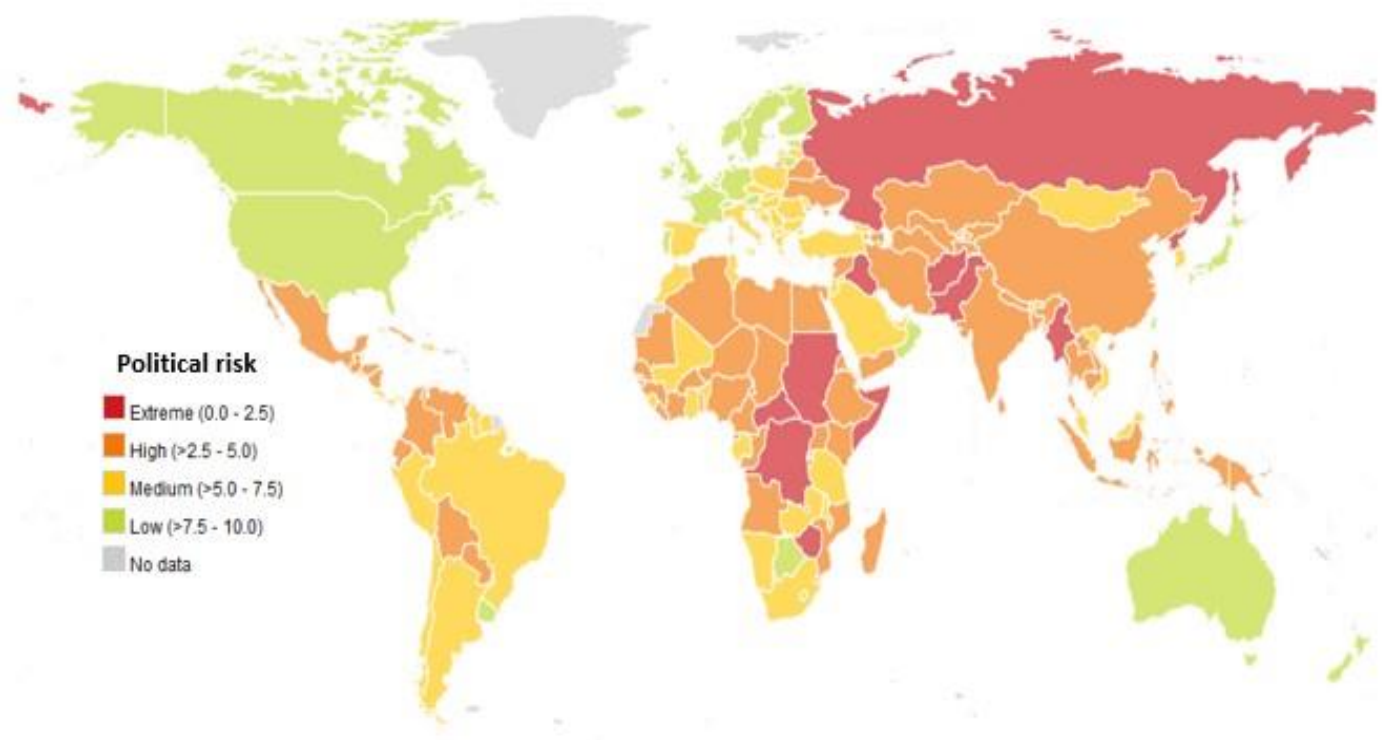 Political risk
Extreme (0.0 - 2.5)
High (>2.5 - 5.0)
Medium (>5.0 - 7.5)
Low (>7.5 - 10.0)
No data